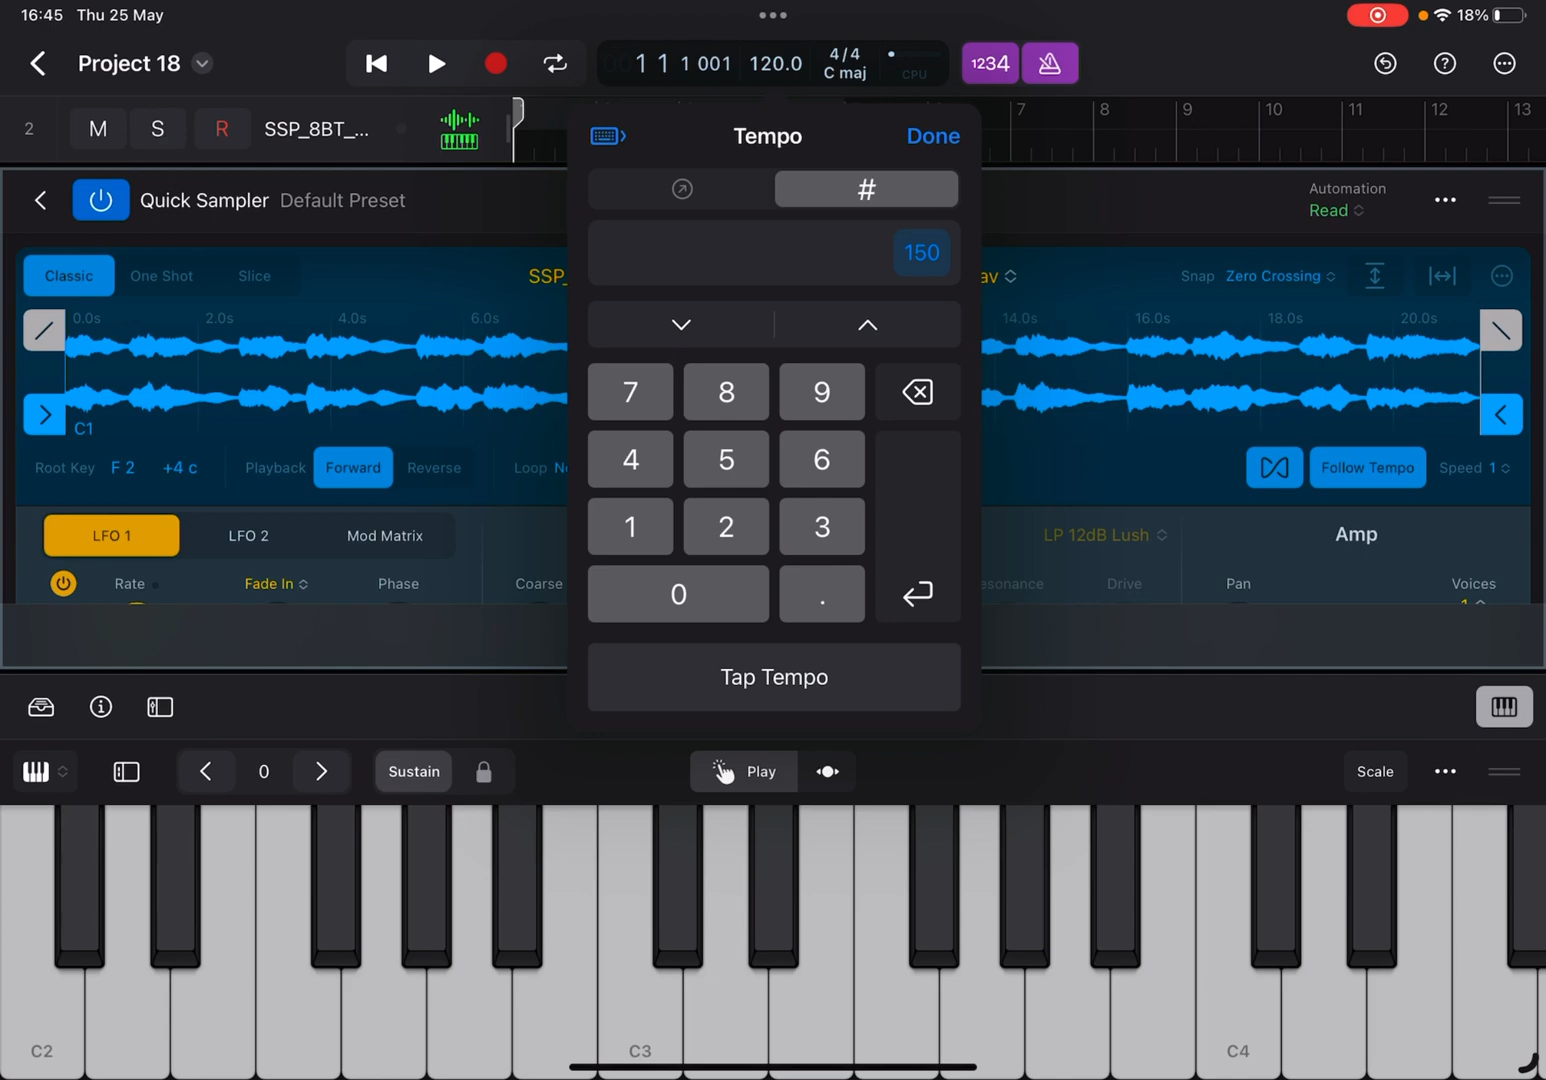 16:45 Thu 25 May
18%
Project 18
1 1 1 001 120.0 4/4
C maj
CPU
1234
2 M S R SSP_8BT_...
7 8 9 10 11 12 13
Tempo Done
#
150
7 8 9
4 5 6
1 2 3
0 .
Tap Tempo
Quick Sampler Default Preset
Automation
Read
Classic One Shot Slice
SSP_
av
Snap Zero Crossing
0.0s 2.0s 4.0s 6.0s 14.0s 16.0s 18.0s 20.0s
C1
Root Key F 2 +4 c Playback Forward Reverse Loop
Follow Tempo Speed 1
LFO 1 LFO 2 Mod Matrix
LP 12dB Lush Amp
Rate Fade In Phase Coarse
Drive Pan Voices
1
0 Sustain Play Scale
C2 C3 C4